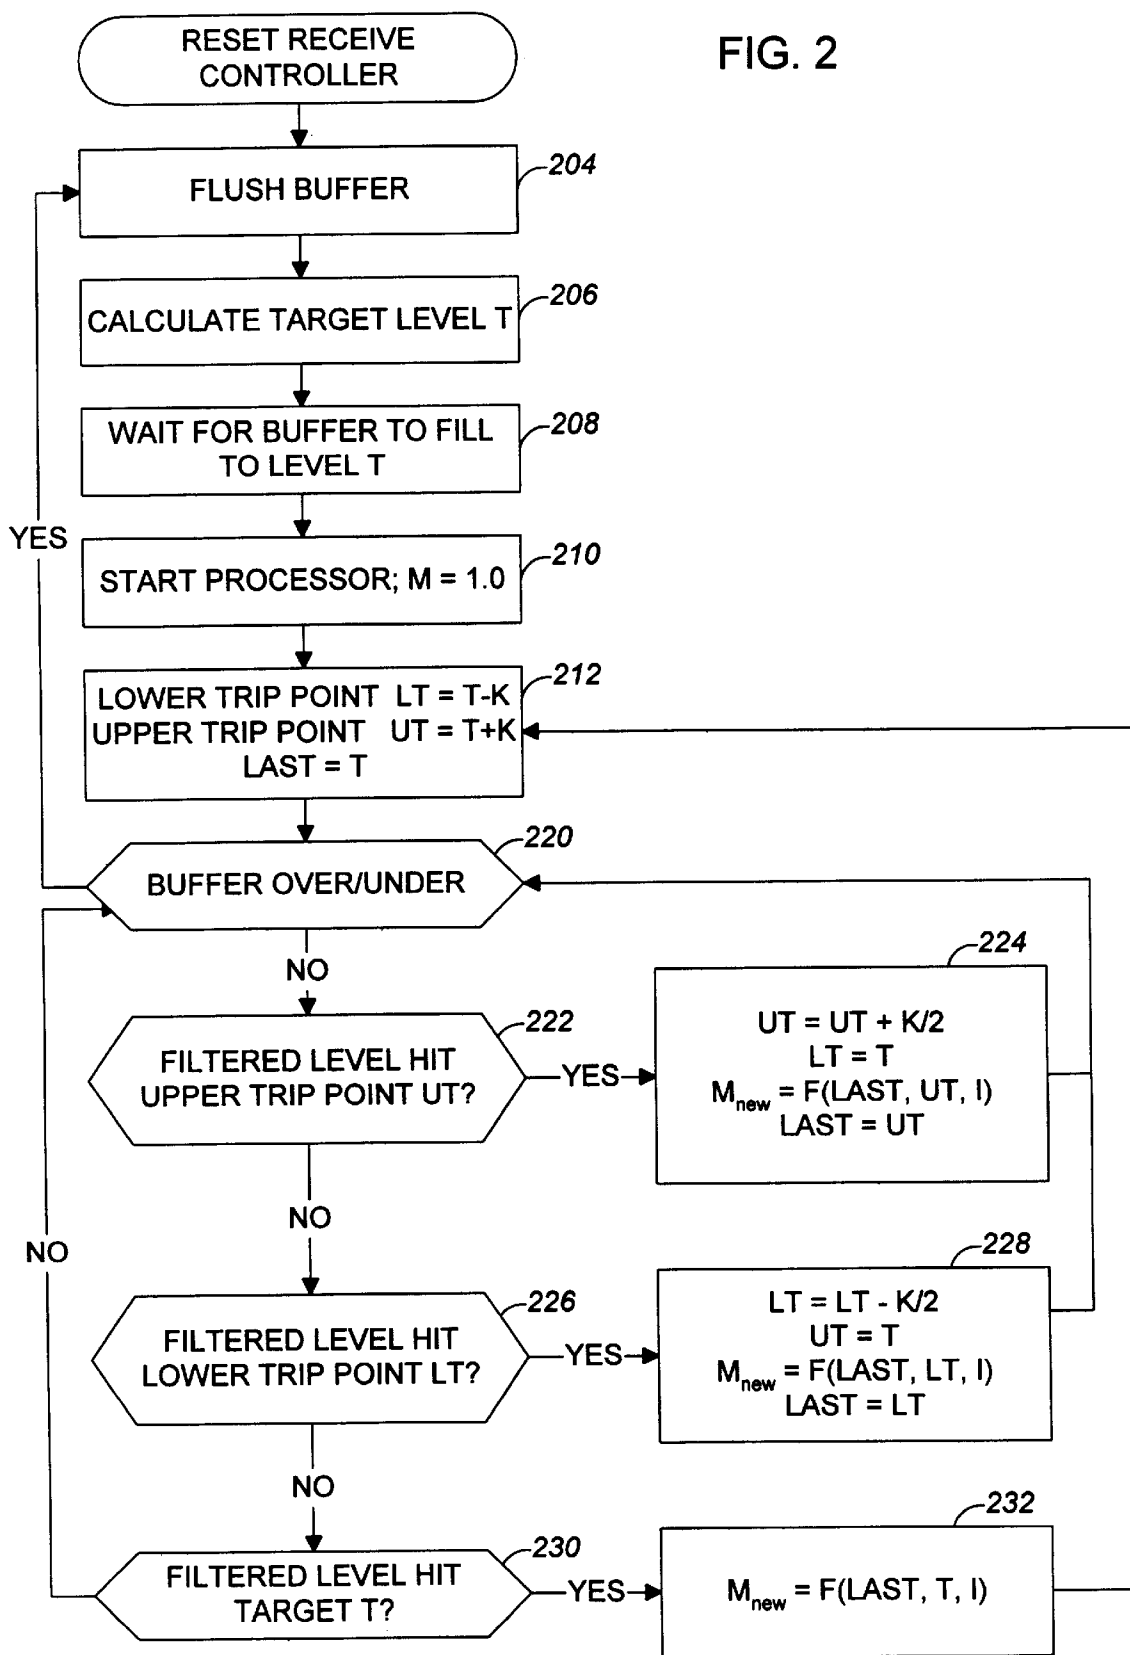 RESET RECEIVE
CONTROLLER
FIG. 2
204
FLUSH BUFFER
206
CALCULATE TARGET LEVEL T
208
WAIT FOR BUFFER TO FILL
TO LEVEL T
YES
210
START PROCESSOR; M = 1.0
212
LOWER TRIP POINT LT = T-K
UPPER TRIP POINT UT = T+K
LAST = T
220
BUFFER OVER/UNDER
NO
222
FILTERED LEVEL HIT
UPPER TRIP POINT UT?
YES
224
UT = UT + K/2
LT = T
Mnew = F(LAST, UT, I)
LAST = UT
NO
NO
226
FILTERED LEVEL HIT
LOWER TRIP POINT LT?
YES
228
LT = LT - K/2
UT = T
Mnew = F(LAST, LT, I)
LAST = LT
NO
230
FILTERED LEVEL HIT
TARGET T?
YES
232
Mnew = F(LAST, T, I)